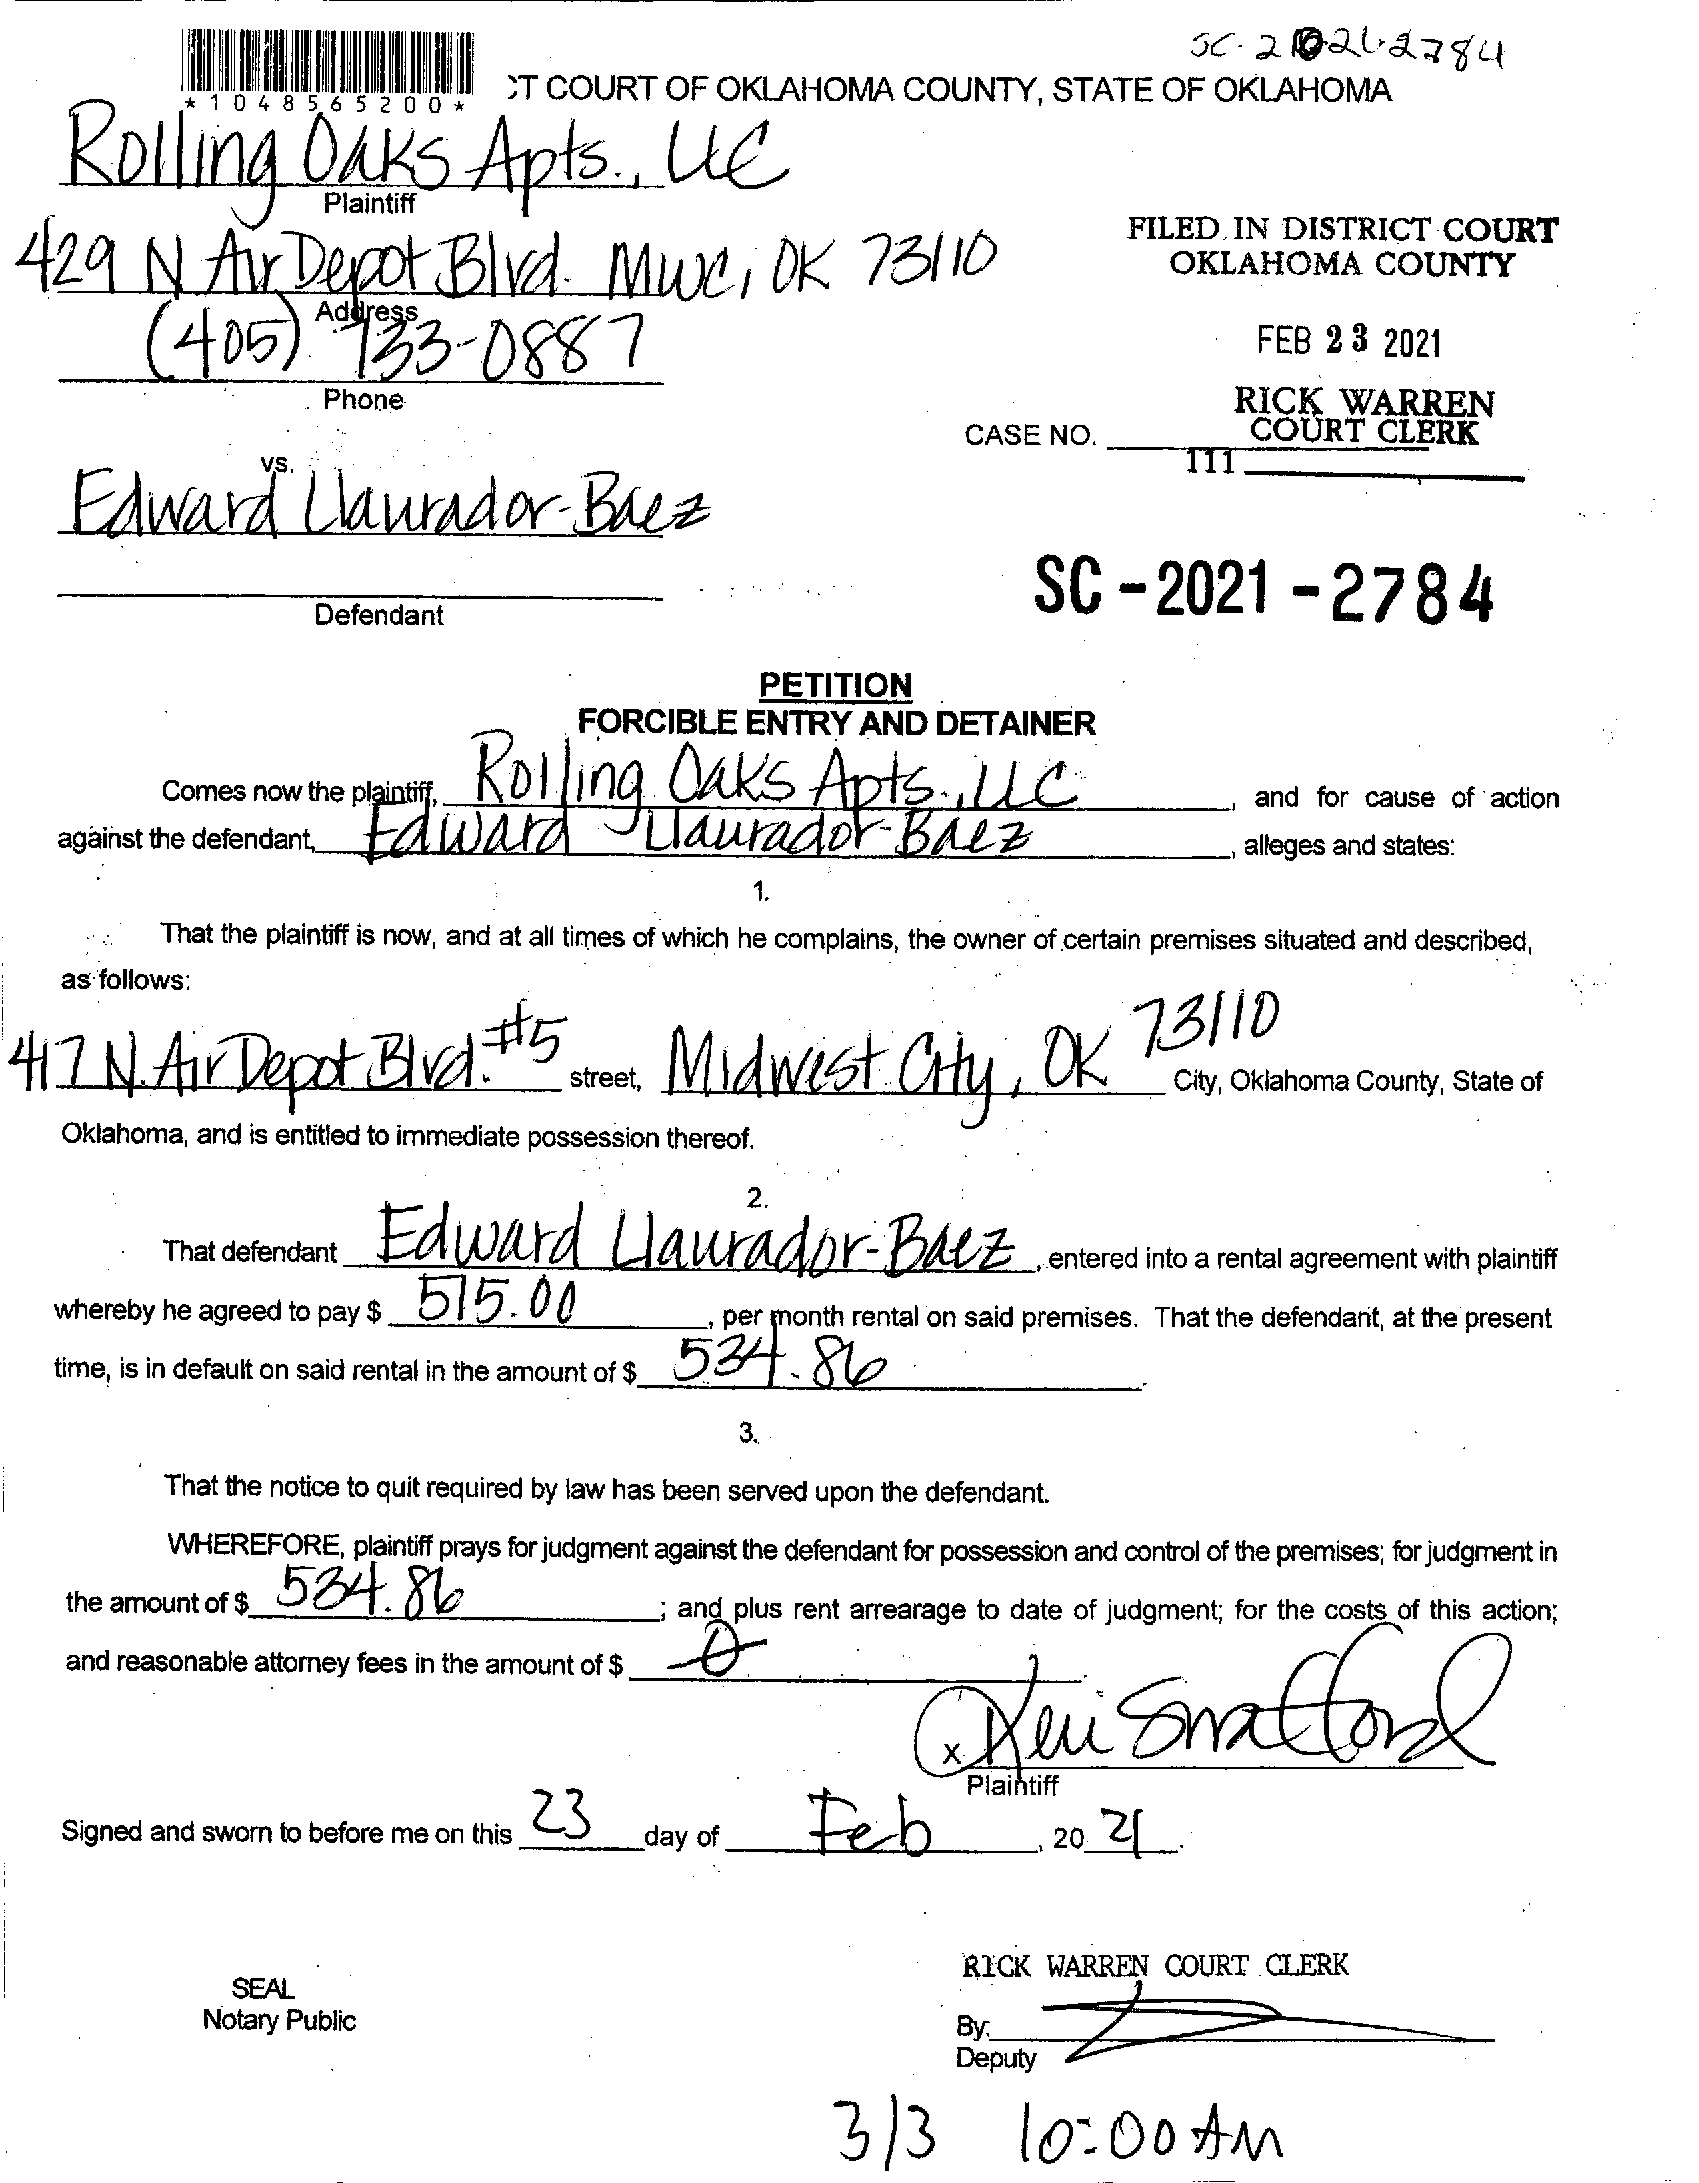 SC-2021-2784
*1048565200*
CT COURT OF OKLAHOMA COUNTY, STATE OF OKLAHOMA
Rolling Oaks Apts., LLC
Plaintiff
429 N Air Depot Blvd. MWC, OK 73110
Address
(405) 733-0887
Phone
FILED IN DISTRICT COURT
OKLAHOMA COUNTY
FEB 23 2021
RICK WARREN
COURT CLERK
CASE NO.
111
vs.
Edward Llaurador-Baez
Defendant
SC-2021-2784
PETITION
FORCIBLE ENTRY AND DETAINER
Comes now the plaintiff, Rolling Oaks Apts., LLC, and for cause of action
against the defendant, Edward Llaurador-Baez, alleges and states:
1.
That the plaintiff is now, and at all times of which he complains, the owner of certain premises situated and described,
as follows:
417 N. Air Depot Blvd. #5 street, Midwest City, OK 73110 City, Oklahoma County, State of
Oklahoma, and is entitled to immediate possession thereof.
2.
That defendant Edward Llaurador-Baez, entered into a rental agreement with plaintiff
whereby he agreed to pay $ 515.00, per month rental on said premises. That the defendant, at the present
time, is in default on said rental in the amount of $ 534.86.
3.
That the notice to quit required by law has been served upon the defendant.
WHEREFORE, plaintiff prays for judgment against the defendant for possession and control of the premises; for judgment in
the amount of $ 534.86; and plus rent arrearage to date of judgment; for the costs of this action;
and reasonable attorney fees in the amount of $ 0
x Keri Swafford
Plaintiff
Signed and sworn to before me on this 23 day of Feb, 20 21.
SEAL
Notary Public
RICK WARREN COURT CLERK
By:
Deputy
3/3 10:00 AM